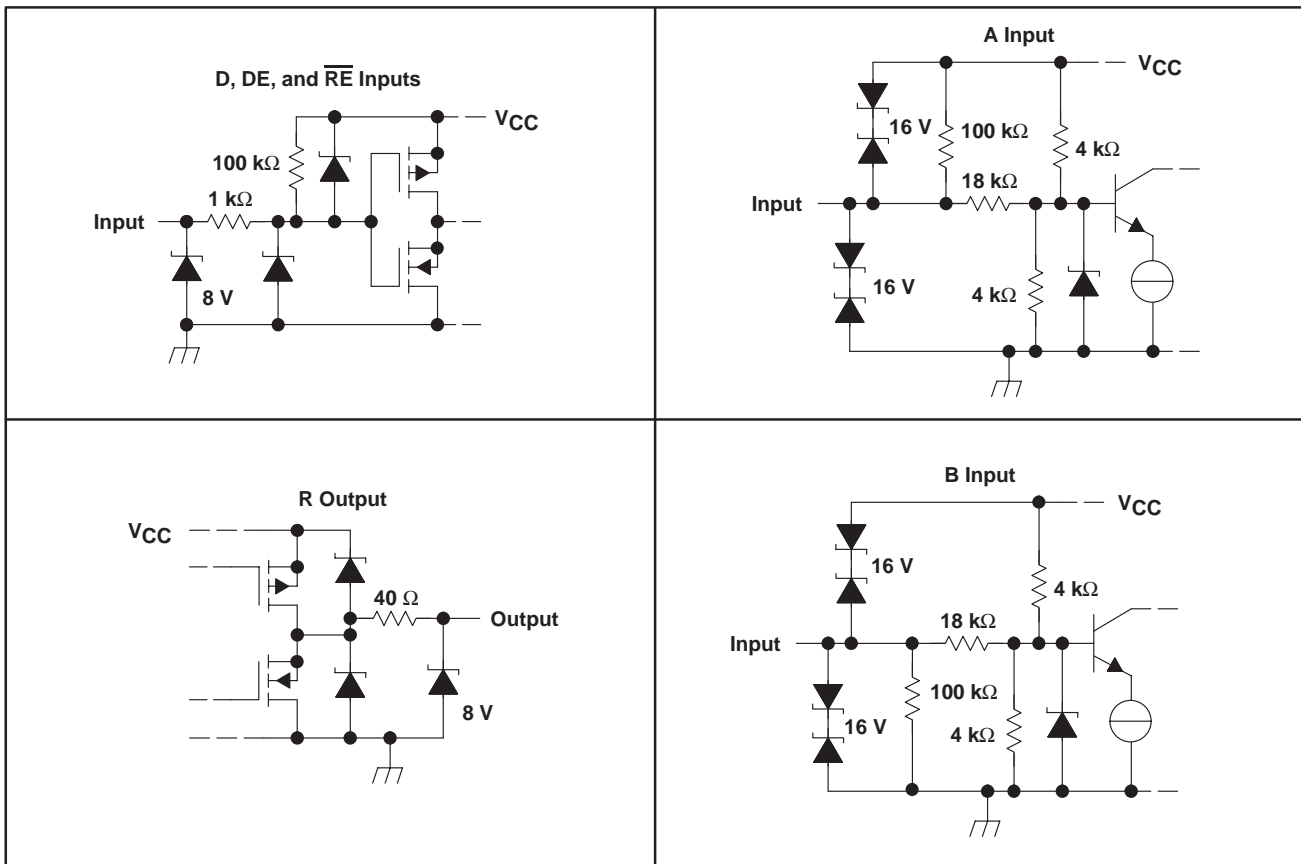 D, DE, and R̅E̅ Inputs
VCC
100 kΩ
1 kΩ
Input
8 V
A Input
VCC
16 V
100 kΩ
4 kΩ
18 kΩ
Input
16 V
4 kΩ
R Output
VCC
40 Ω
Output
8 V
B Input
VCC
16 V
4 kΩ
18 kΩ
Input
100 kΩ
16 V
4 kΩ